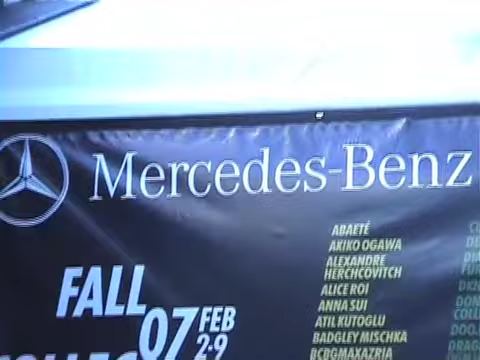 Mercedes-Benz
FALL
07 FEB
2-9
ABAETÉ
AKIKO OGAWA
ALEXANDRE
HERCHCOVITCH
ALICE ROI
ANNA SUI
ATIL KUTOGLU
BADGLEY MISCHKA
BCBGMAXAZRIA